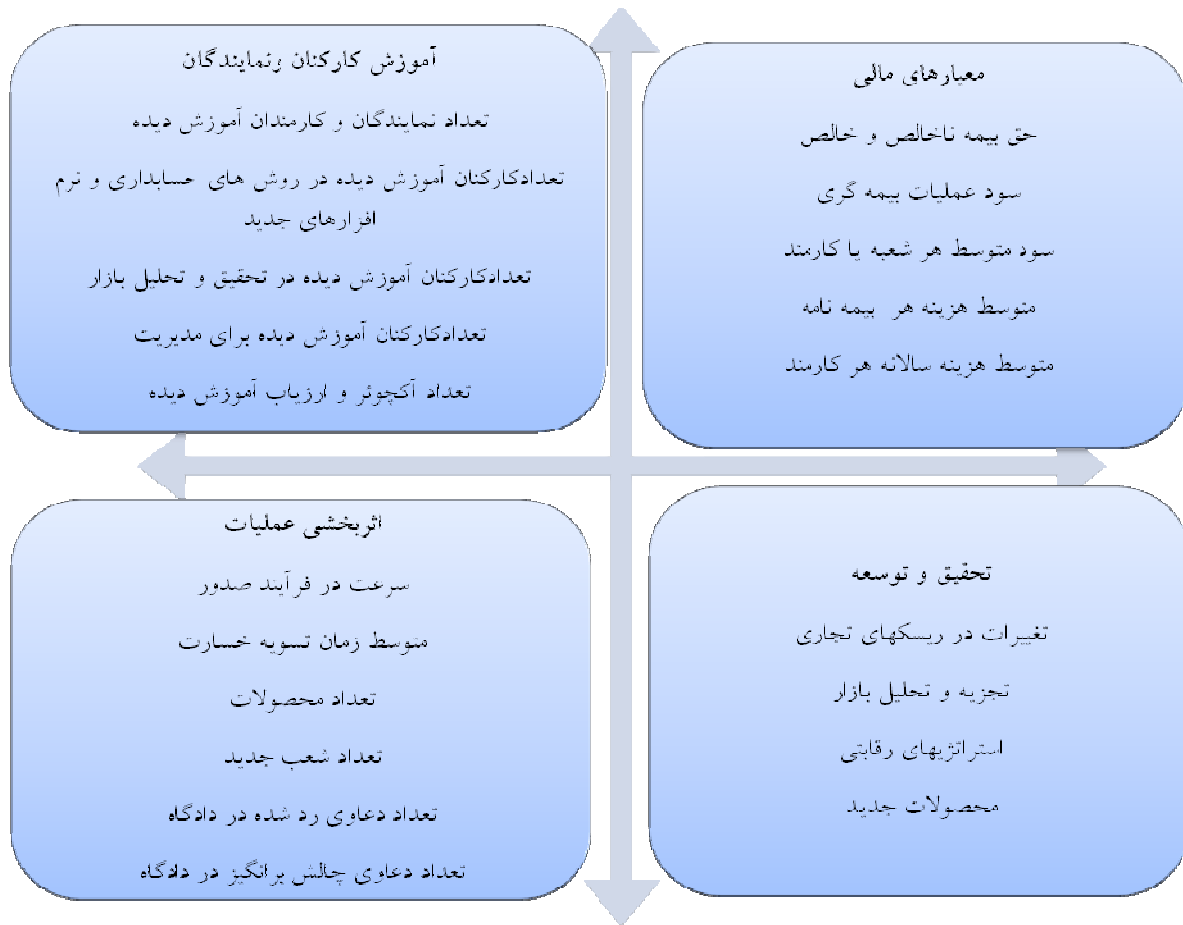 معیارهای مالی
حق بیمه ناخالص و خالص
سود عملیات بیمه گری
سود متوسط هر شعبه یا کارمند
متوسط هزینه هر بیمه نامه
متوسط هزینه سالانه هر کارمند
آموزش کارکنان ونمایندگان
تعداد نمایندگان و کارمندان آموزش دیده
تعدادکارکنان آموزش دیده در روش های حسابداری و نرم
افزارهای جدید
تعدادکارکنان آموزش دیده در تحقیق و تحلیل بازار
تعدادکارکنان آموزش دیده برای مدیریت
تعداد آکچوئر و ارزیاب آموزش دیده
تحقیق و توسعه
تغییرات در ریسکهای تجاری
تجزیه و تحلیل بازار
استراتژیهای رقابتی
محصولات جدید
اثربخشی عملیات
سرعت در فرآیند صدور
متوسط زمان تسویه خسارت
تعداد محصولات
تعداد شعب جدید
تعداد دعاوی رد شده در دادگاه
تعداد دعاوی چالش برانگیز در دادگاه